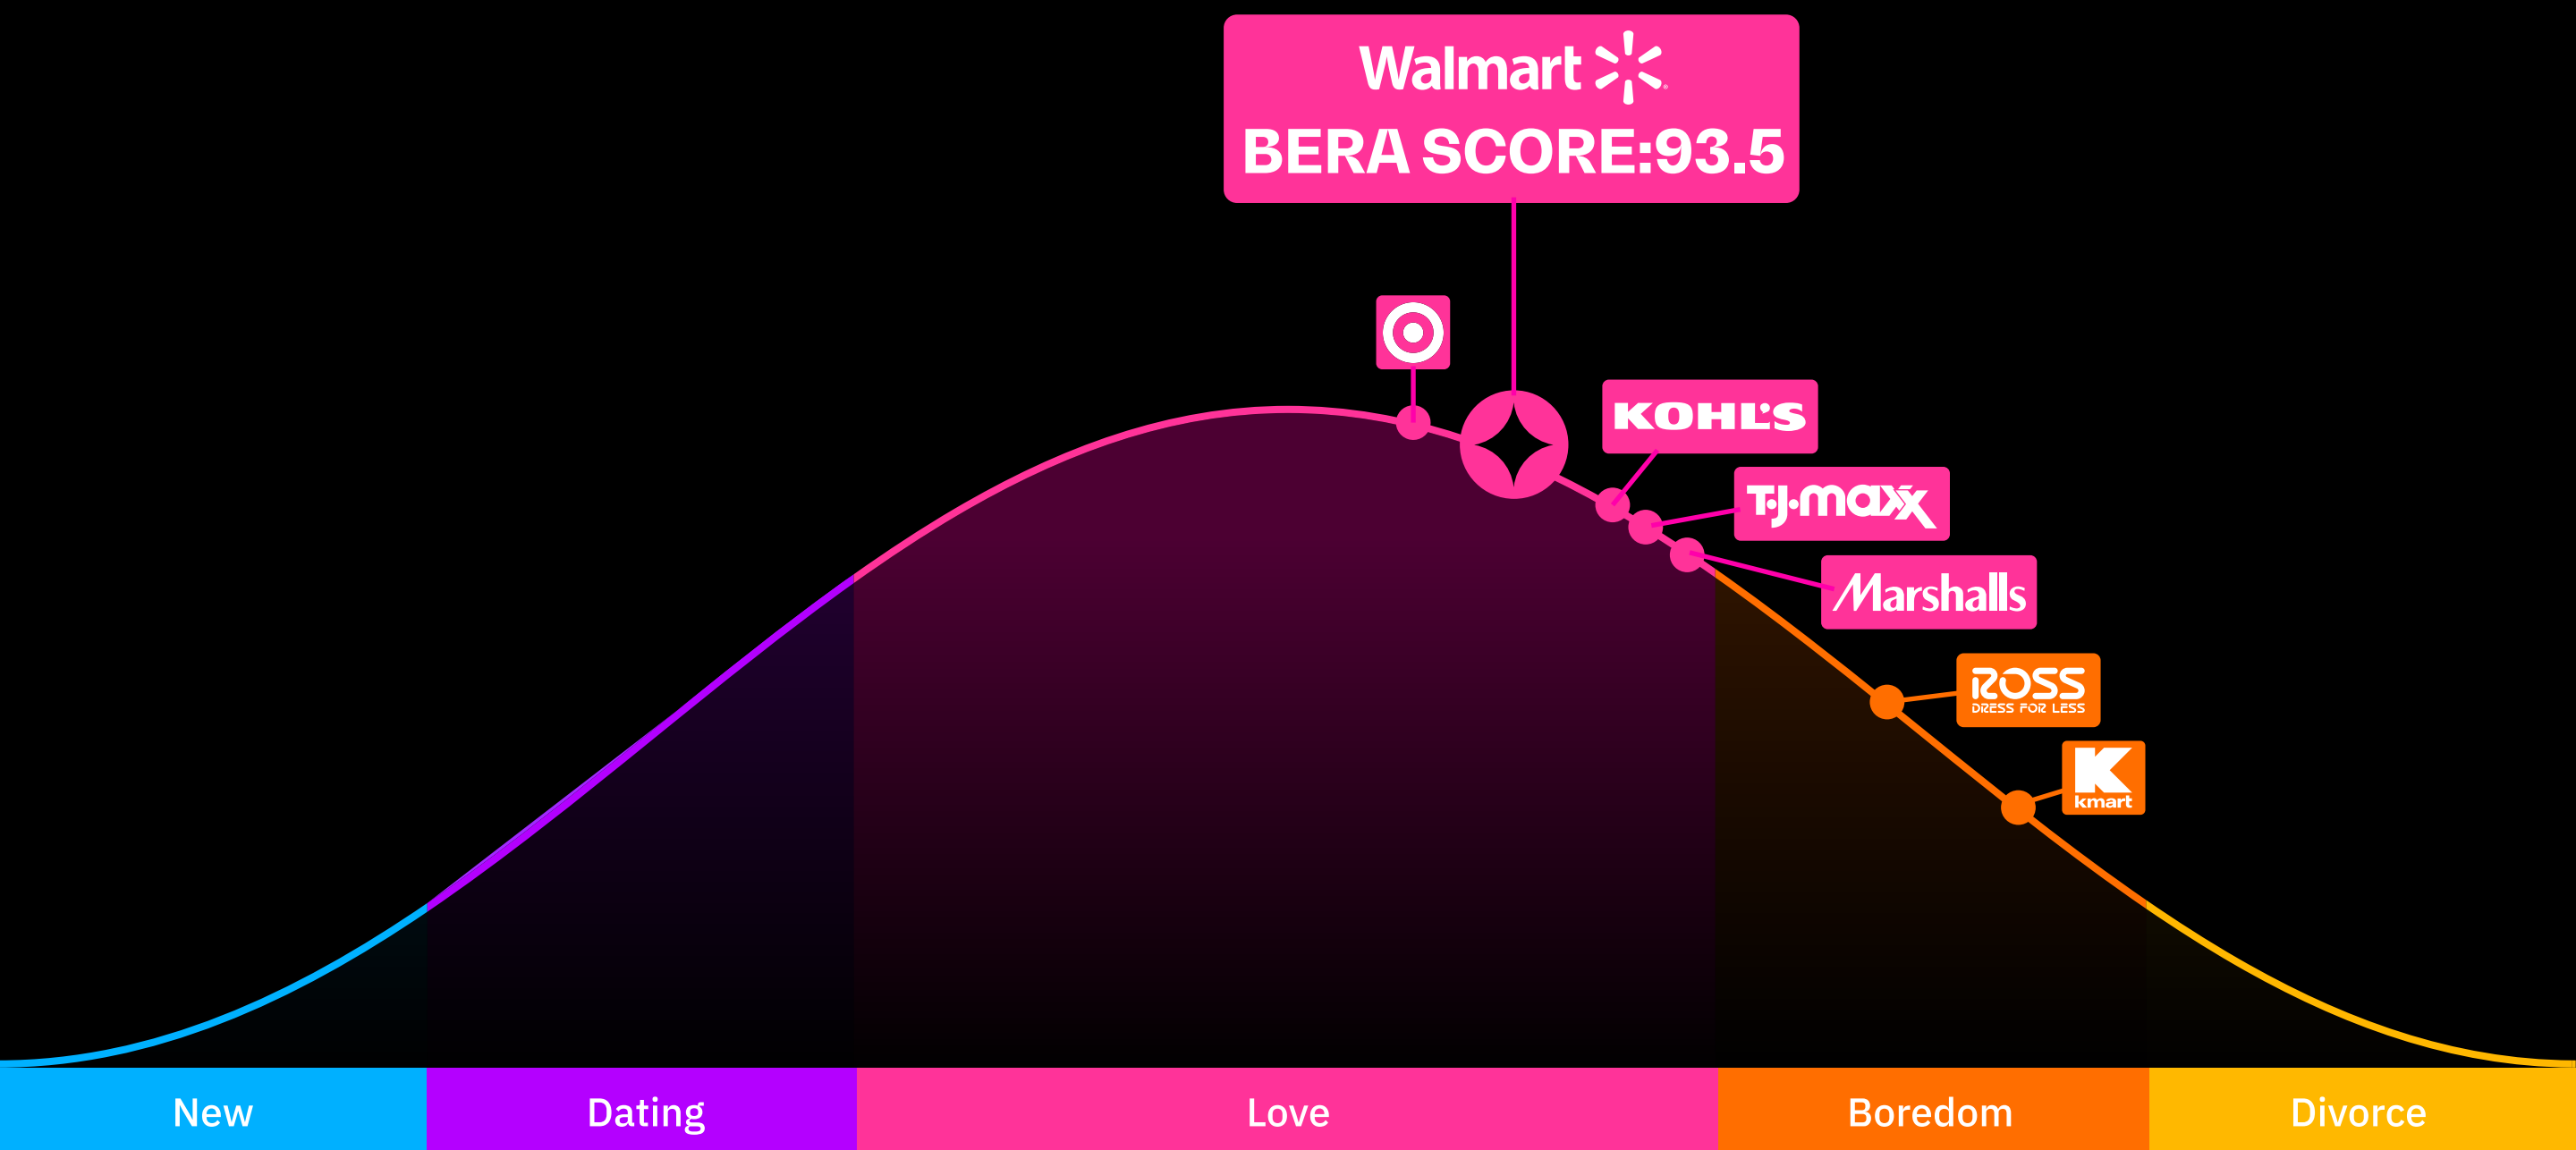 Walmart
BERA SCORE:93.5
KOHL'S
T·J·maxx
Marshalls
ROSS
DRESS FOR LESS
K
kmart
New
Dating
Love
Boredom
Divorce